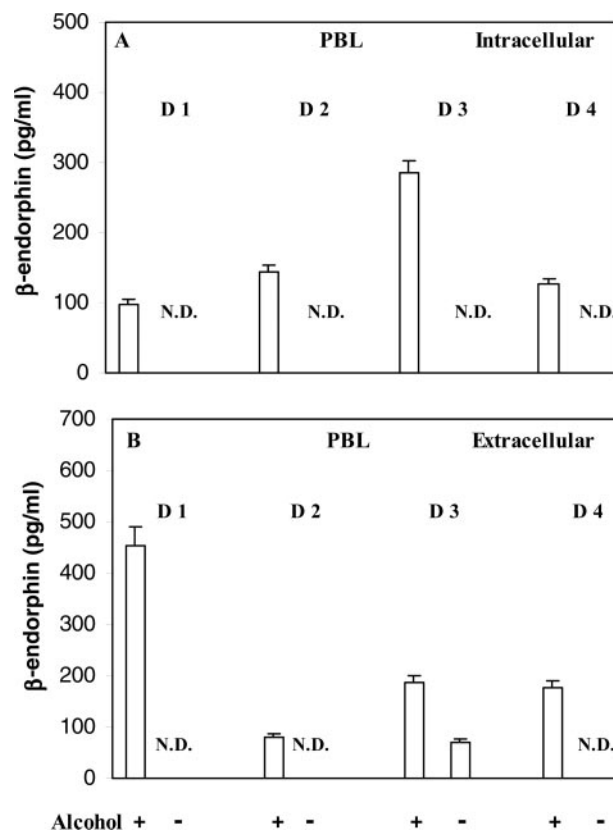 500
A PBL Intracellular
400
D 1 D 2 D 3 D 4
300
β-endorphin (pg/ml)
200
100
N.D. N.D. N.D. N.D.
0
700
B PBL Extracellular
600
D 1 D 2 D 3 D 4
500
400
β-endorphin (pg/ml)
300
200
100
N.D. N.D. N.D.
0
Alcohol + - + - + - + -